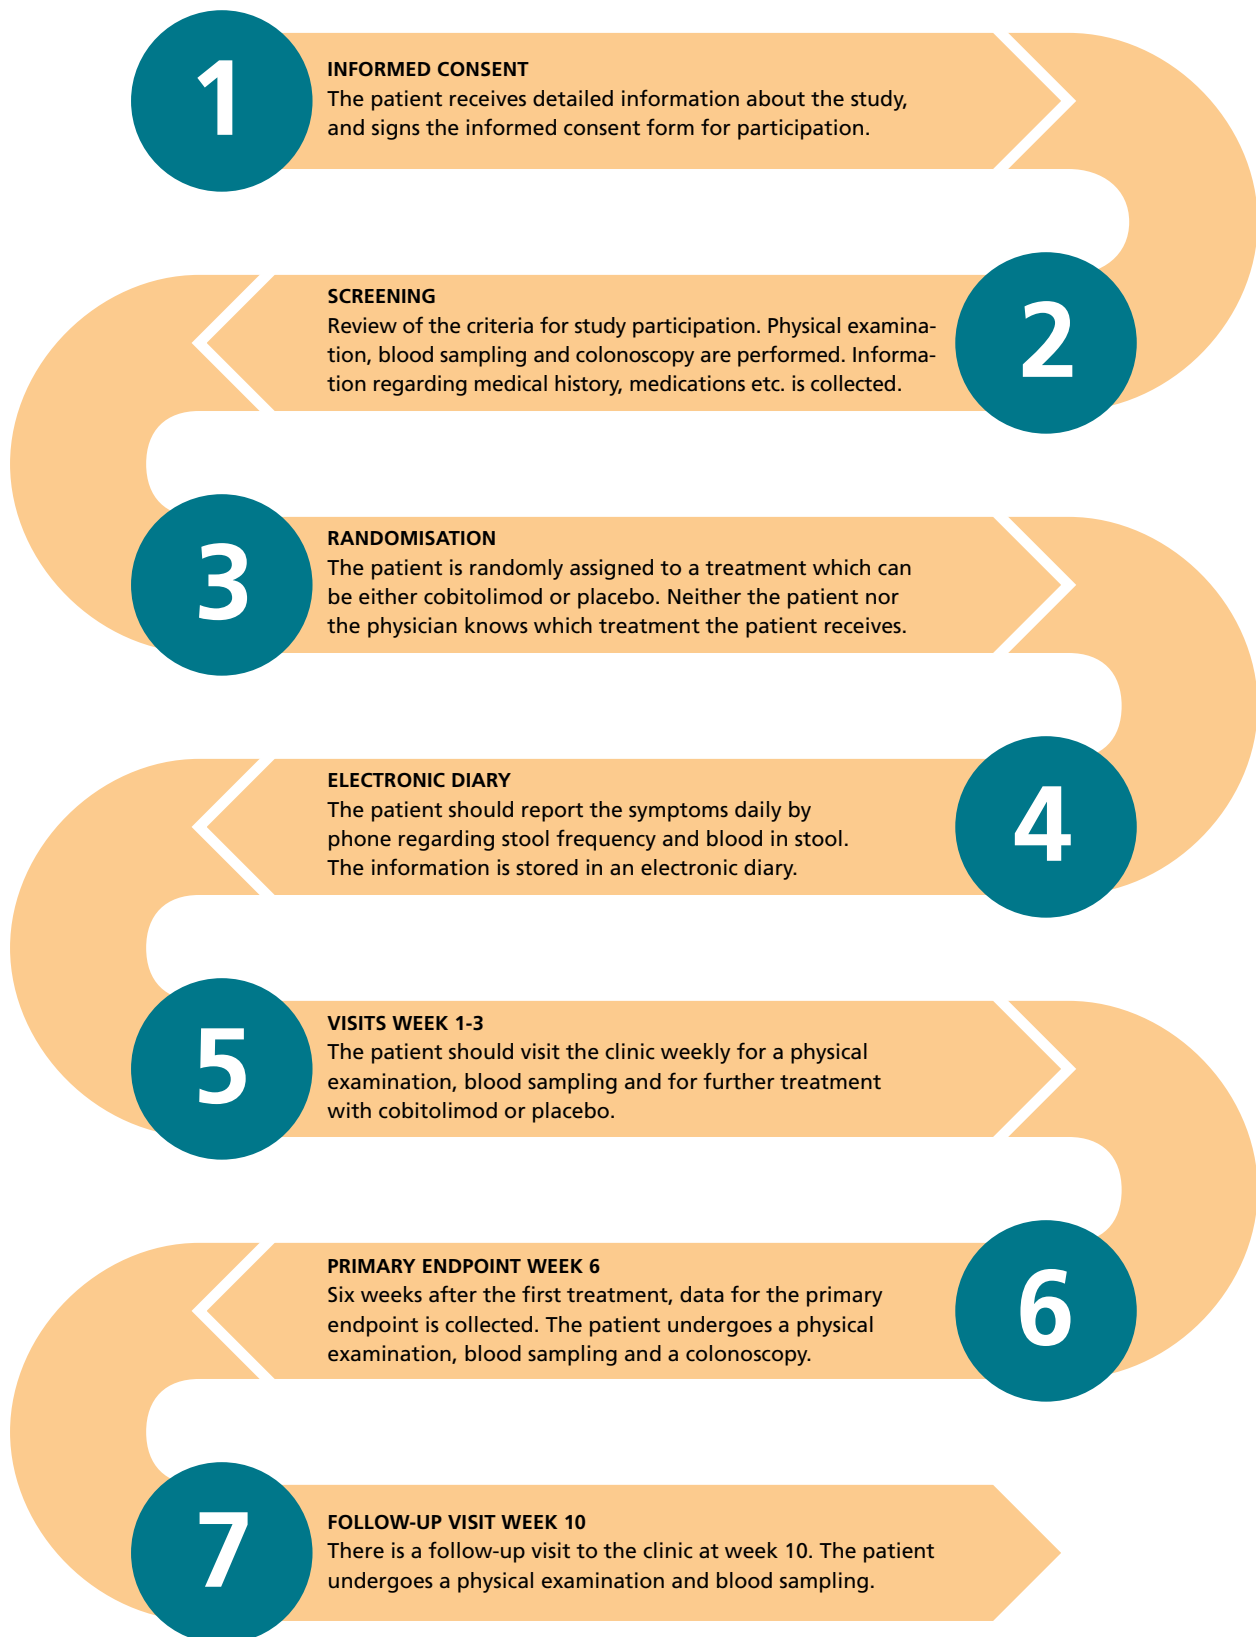 1
INFORMED CONSENT
The patient receives detailed information about the study,
and signs the informed consent form for participation.
2
SCREENING
Review of the criteria for study participation. Physical examina-
tion, blood sampling and colonoscopy are performed. Informa-
tion regarding medical history, medications etc. is collected.
3
RANDOMISATION
The patient is randomly assigned to a treatment which can
be either cobitolimod or placebo. Neither the patient nor
the physician knows which treatment the patient receives.
4
ELECTRONIC DIARY
The patient should report the symptoms daily by
phone regarding stool frequency and blood in stool.
The information is stored in an electronic diary.
5
VISITS WEEK 1-3
The patient should visit the clinic weekly for a physical
examination, blood sampling and for further treatment
with cobitolimod or placebo.
6
PRIMARY ENDPOINT WEEK 6
Six weeks after the first treatment, data for the primary
endpoint is collected. The patient undergoes a physical
examination, blood sampling and a colonoscopy.
7
FOLLOW-UP VISIT WEEK 10
There is a follow-up visit to the clinic at week 10. The patient
undergoes a physical examination and blood sampling.